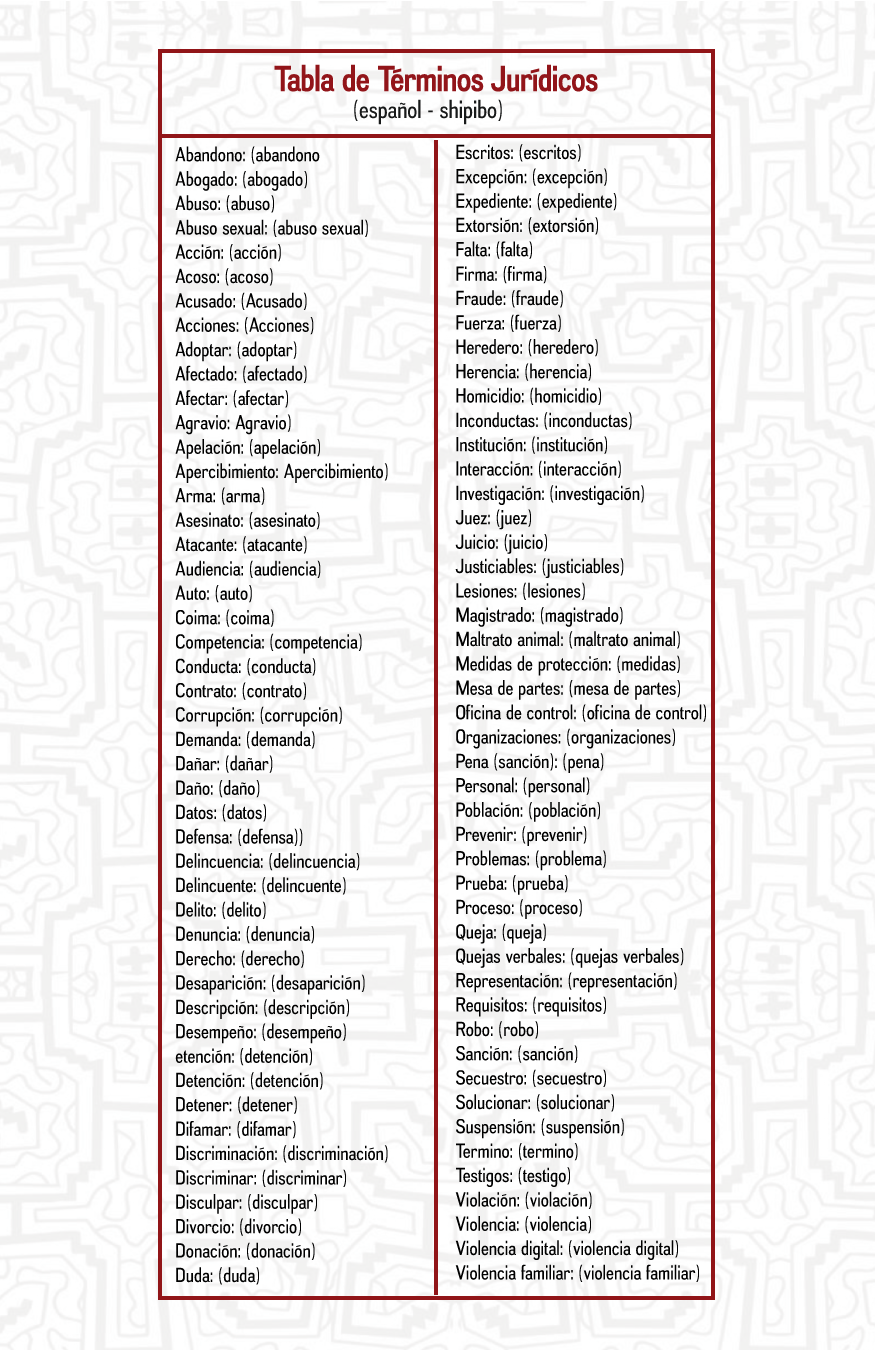 Tabla de Términos Jurídicos
(español - shipibo)
Abandono: (abandono
Abogado: (abogado)
Abuso: (abuso)
Abuso sexual: (abuso sexual)
Acción: (acción)
Acoso: (acoso)
Acusado: (Acusado)
Acciones: (Acciones)
Adoptar: (adoptar)
Afectado: (afectado)
Afectar: (afectar)
Agravio: Agravio)
Apelación: (apelación)
Apercibimiento: Apercibimiento)
Arma: (arma)
Asesinato: (asesinato)
Atacante: (atacante)
Audiencia: (audiencia)
Auto: (auto)
Coima: (coima)
Competencia: (competencia)
Conducta: (conducta)
Contrato: (contrato)
Corrupción: (corrupción)
Demanda: (demanda)
Dañar: (dañar)
Daño: (daño)
Datos: (datos)
Defensa: (defensa))
Delincuencia: (delincuencia)
Delincuente: (delincuente)
Delito: (delito)
Denuncia: (denuncia)
Derecho: (derecho)
Desaparición: (desaparición)
Descripción: (descripción)
Desempeño: (desempeño)
etención: (detención)
Detención: (detención)
Detener: (detener)
Difamar: (difamar)
Discriminación: (discriminación)
Discriminar: (discriminar)
Disculpar: (disculpar)
Divorcio: (divorcio)
Donación: (donación)
Duda: (duda)
Escritos: (escritos)
Excepción: (excepción)
Expediente: (expediente)
Extorsión: (extorsión)
Falta: (falta)
Firma: (firma)
Fraude: (fraude)
Fuerza: (fuerza)
Heredero: (heredero)
Herencia: (herencia)
Homicidio: (homicidio)
Inconductas: (inconductas)
Institución: (institución)
Interacción: (interacción)
Investigación: (investigación)
Juez: (juez)
Juicio: (juicio)
Justiciables: (justiciables)
Lesiones: (lesiones)
Magistrado: (magistrado)
Maltrato animal: (maltrato animal)
Medidas de protección: (medidas)
Mesa de partes: (mesa de partes)
Oficina de control: (oficina de control)
Organizaciones: (organizaciones)
Pena (sanción): (pena)
Personal: (personal)
Población: (población)
Prevenir: (prevenir)
Problemas: (problema)
Prueba: (prueba)
Proceso: (proceso)
Queja: (queja)
Quejas verbales: (quejas verbales)
Representación: (representación)
Requisitos: (requisitos)
Robo: (robo)
Sanción: (sanción)
Secuestro: (secuestro)
Solucionar: (solucionar)
Suspensión: (suspensión)
Termino: (termino)
Testigos: (testigo)
Violación: (violación)
Violencia: (violencia)
Violencia digital: (violencia digital)
Violencia familiar: (violencia familiar)